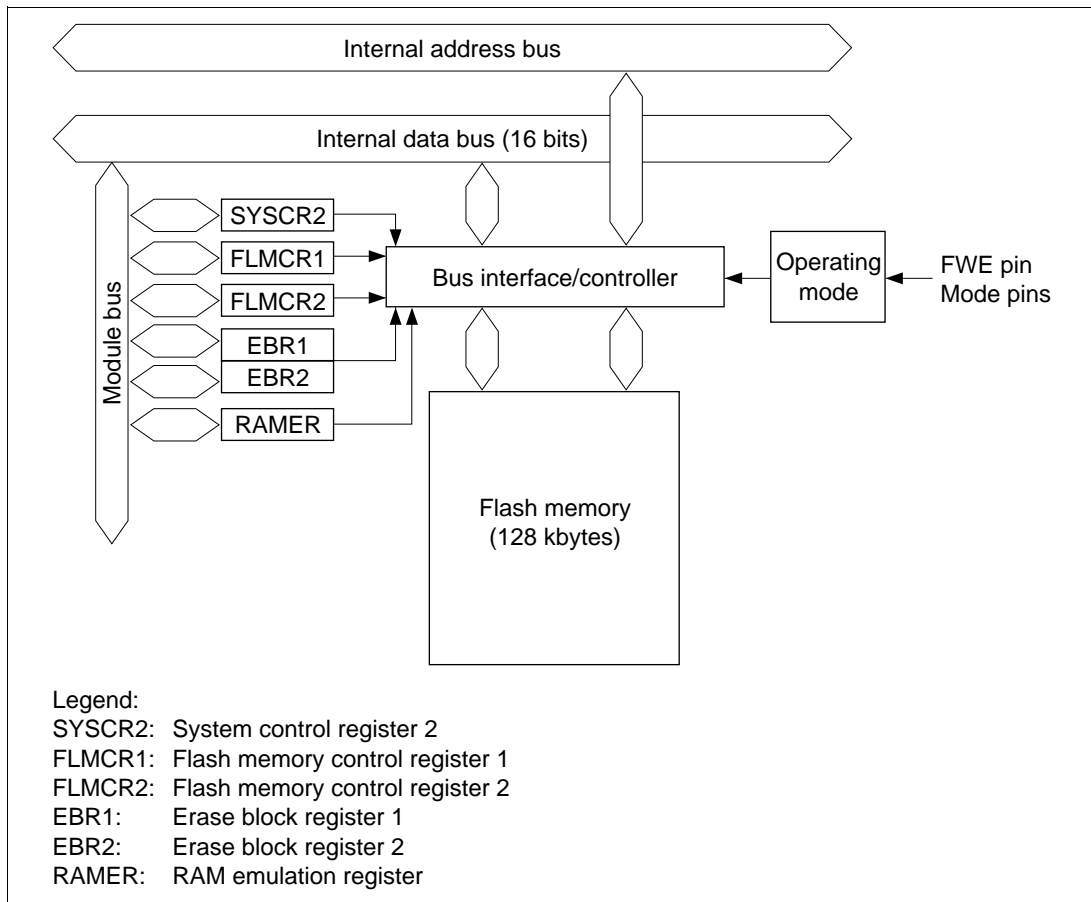 Internal address bus
Internal data bus (16 bits)
Module bus
SYSCR2
FLMCR1
FLMCR2
EBR1
EBR2
RAMER
Bus interface/controller
Operating
mode
FWE pin
Mode pins
Flash memory
(128 kbytes)
Legend:
SYSCR2: System control register 2
FLMCR1: Flash memory control register 1
FLMCR2: Flash memory control register 2
EBR1: Erase block register 1
EBR2: Erase block register 2
RAMER: RAM emulation register